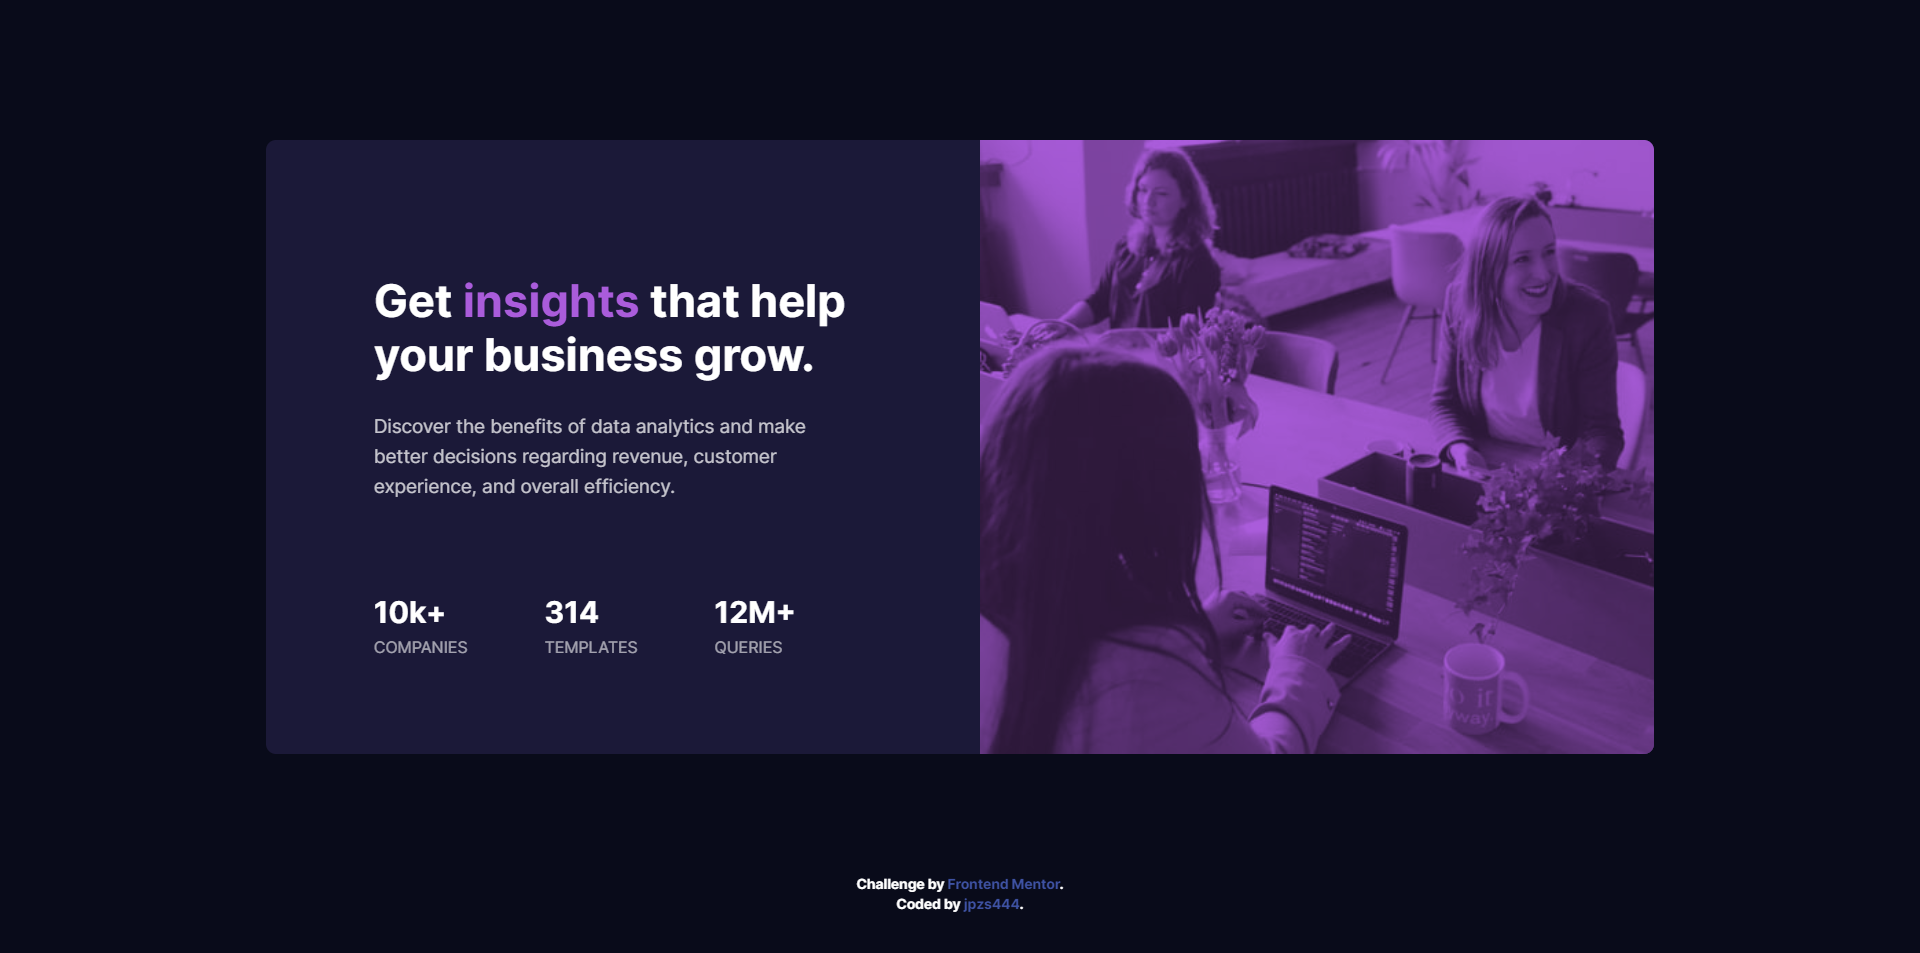 Get insights that help
your business grow.
Discover the benefits of data analytics and make
better decisions regarding revenue, customer
experience, and overall efficiency.
10k+ 314 12M+
COMPANIES TEMPLATES QUERIES
Challenge by Frontend Mentor.
Coded by jpzs444.